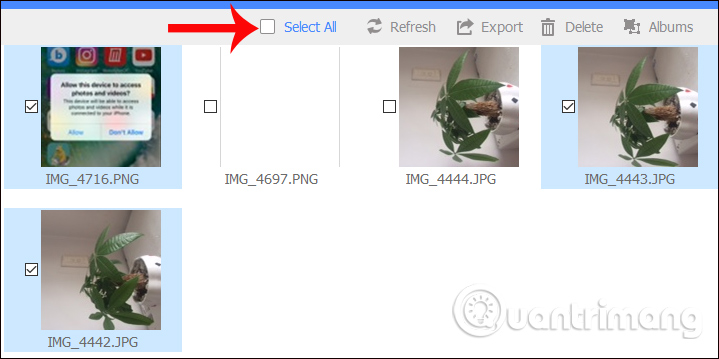 Select All Refresh Export Delete Albums
Allow this device to access
photos and videos?
This device will be able to access
photos and videos while it is
connected to your iPhone.
Allow Don't Allow
IMG_4716.PNG IMG_4697.PNG IMG_4444.JPG IMG_4443.JPG
IMG_4442.JPG
Quantrimang